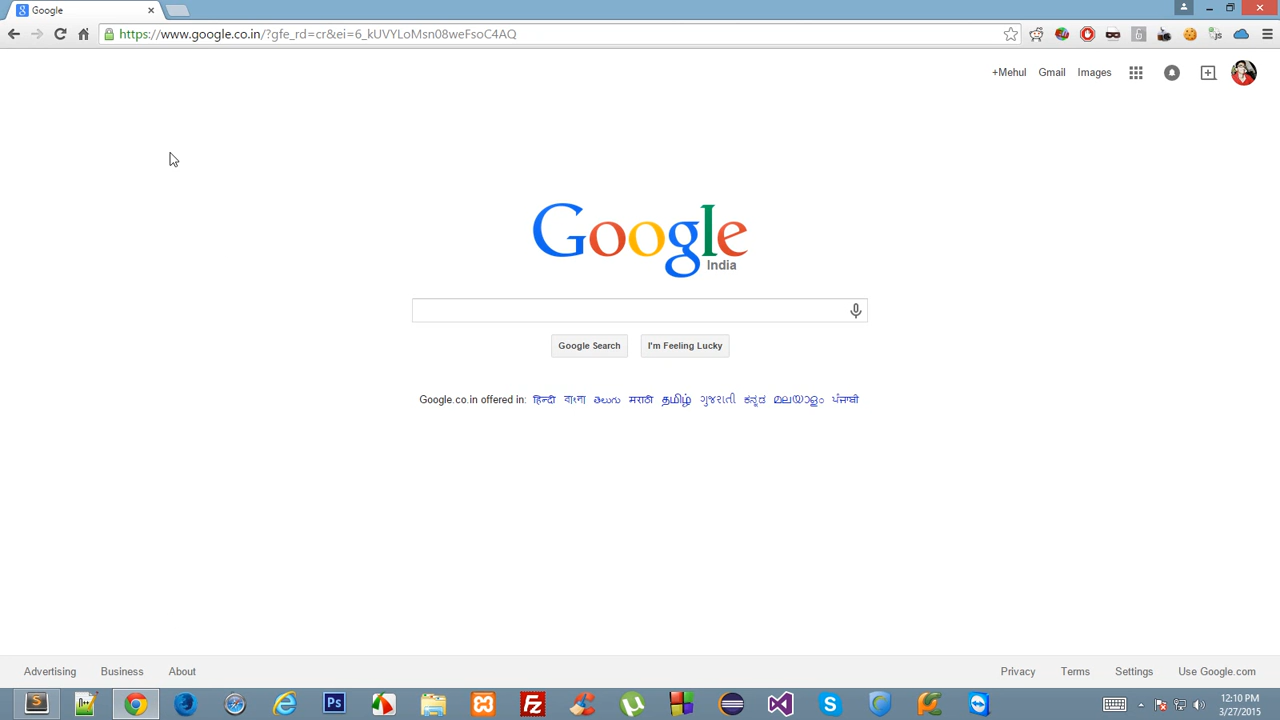 Google
https://www.google.co.in/?gfe_rd=cr&ei=6_kUVYLoMsn08weFsoC4AQ
+Mehul Gmail Images
Google
India
Google Search I'm Feeling Lucky
Google.co.in offered in: हिन्दी বাংলা తెలుగు मराठी தமிழ் ગુજરાતી ಕನ್ನಡ മലയാളം ਪੰਜਾਬੀ
Advertising Business About Privacy Terms Settings Use Google.com
12:10 PM
3/27/2015